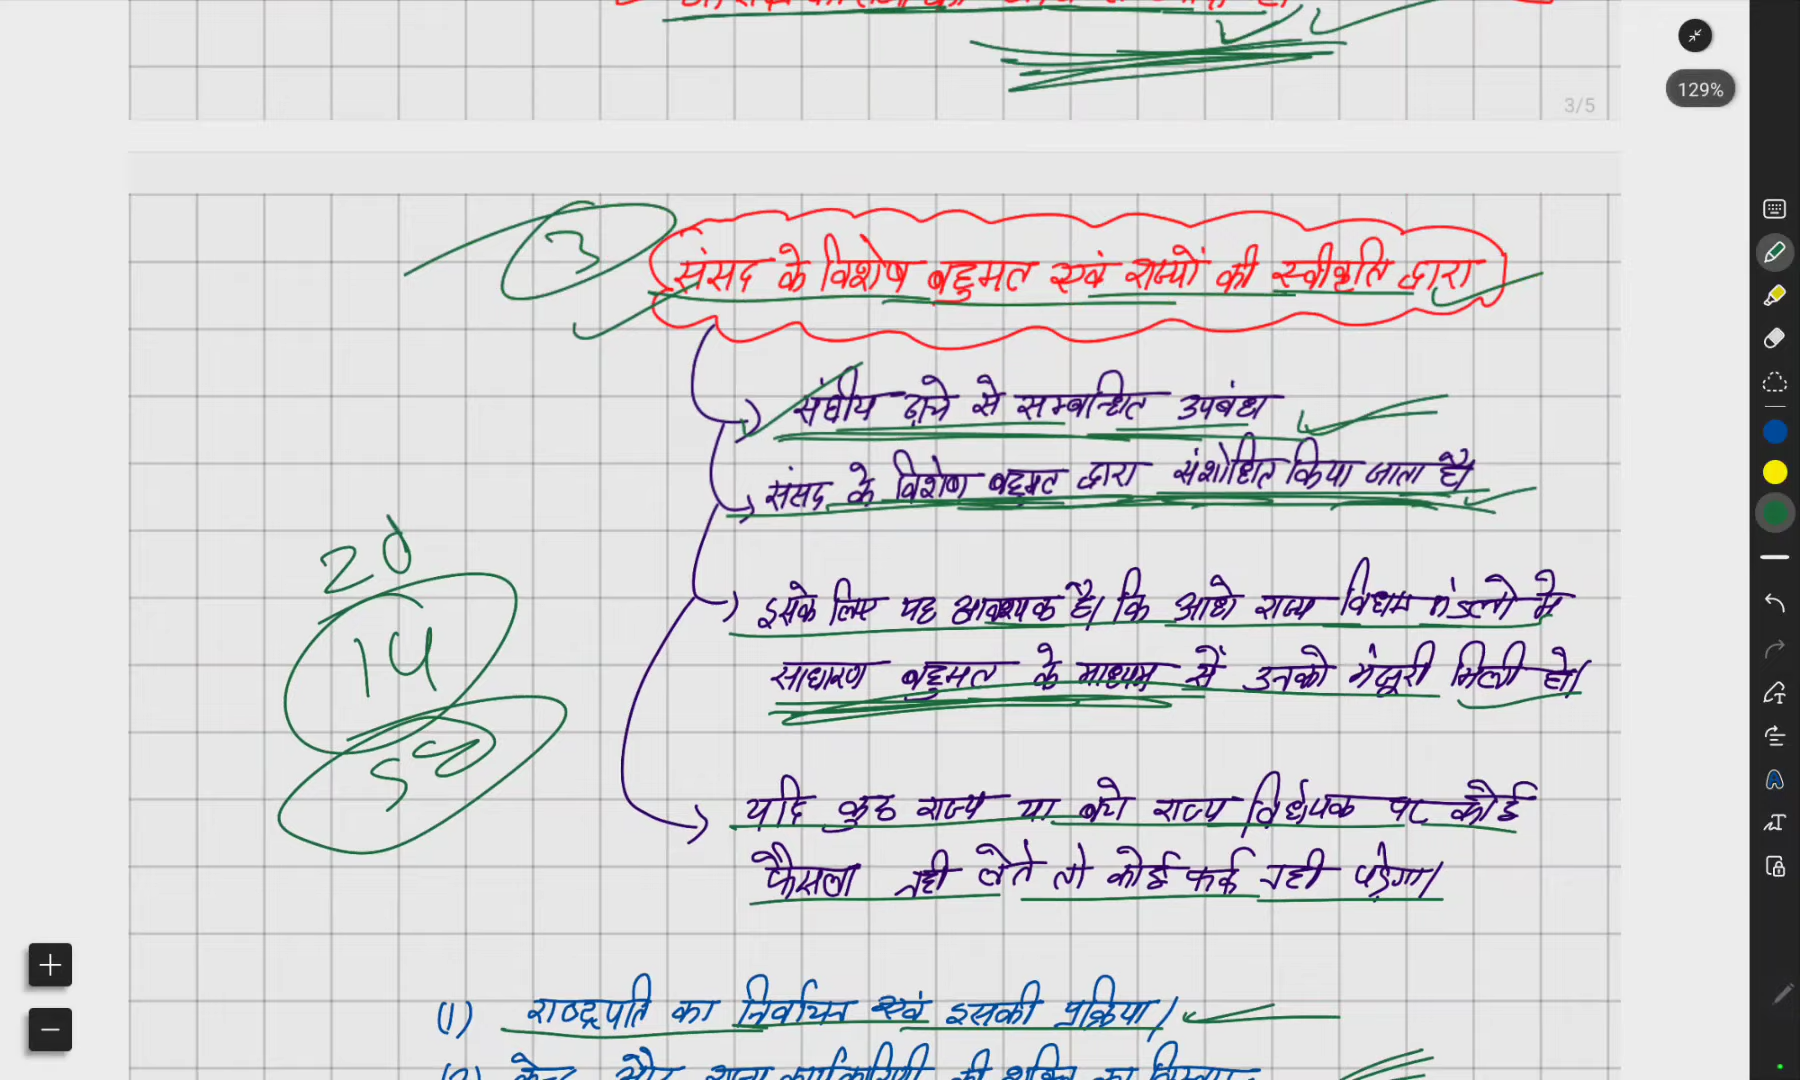 3/5
129%
3
संसद के विशेष बहुमत एवं राज्यों की स्वीकृति द्वारा
संघीय ढ़ाचे से सम्बन्धित उपबंध
संसद के विशेष बहुमत द्वारा संशोधित किया जाता है।
20
इसके लिए यह आवश्यक है। कि आधे राज्य विधान मंडलो मे
14
साधारण बहुमत के माध्यम सें उनको मंजूरी मिली हो।
यदि कुछ राज्य या बचे राज्य विधेयक पर कोई
फैसला नही लेते तो कोई फर्क नही पड़ेगा।
(1) राष्ट्रपति का निर्वाचन एवं इसकी प्रक्रिया।